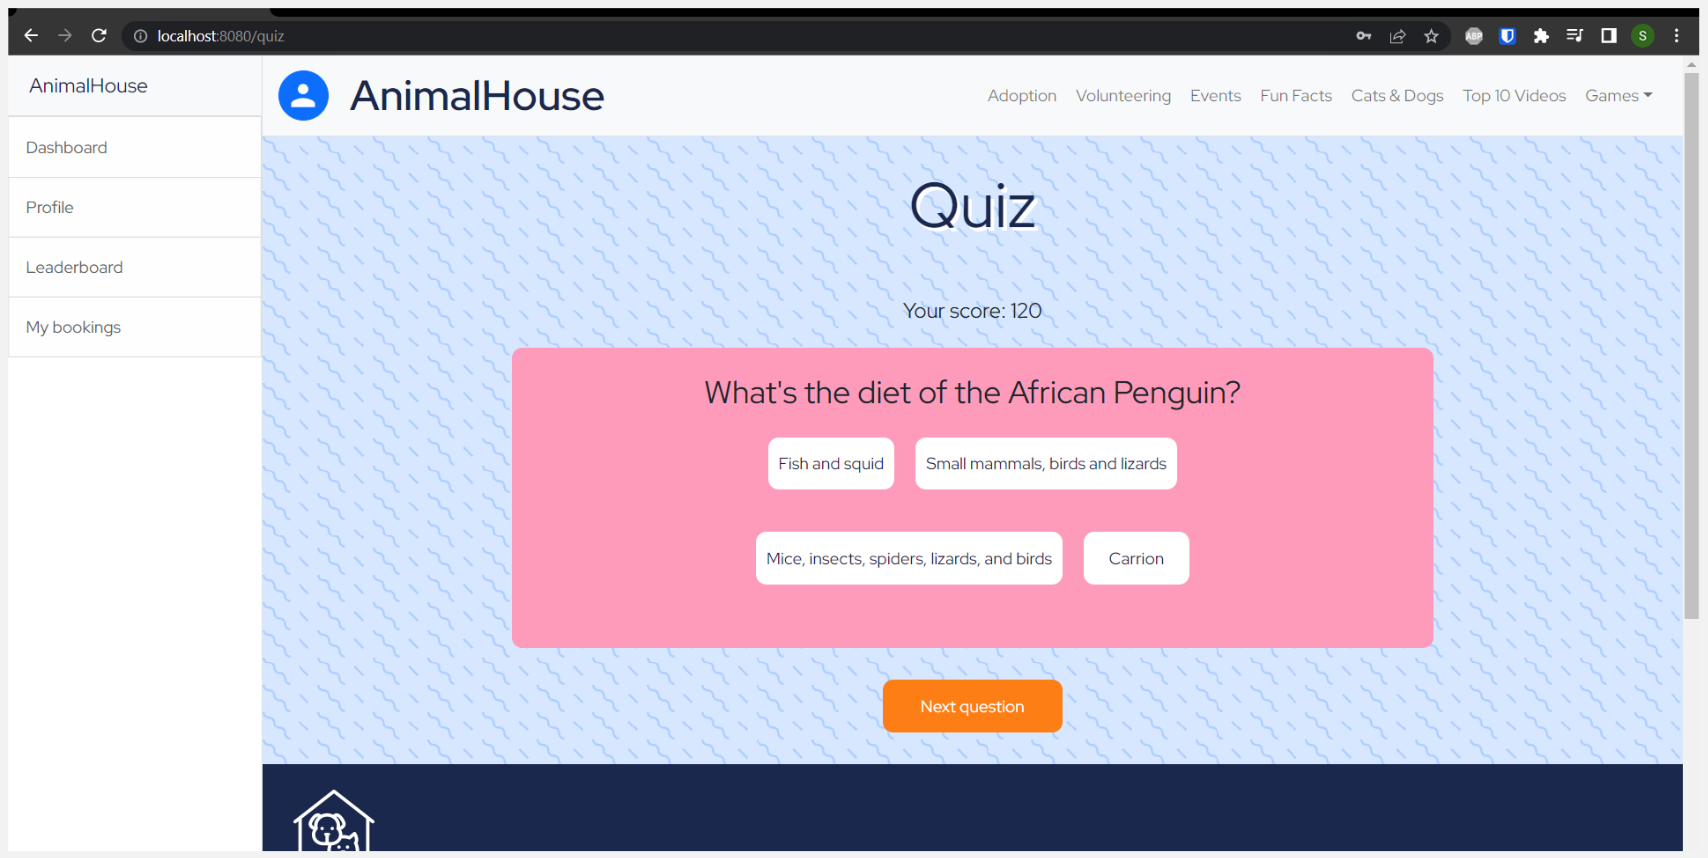 localhost:8080/quiz
ABP
S
AnimalHouse
Dashboard
Profile
Leaderboard
My bookings
AnimalHouse
Adoption Volunteering Events Fun Facts Cats & Dogs Top 10 Videos Games
Quiz
Your score: 120
What's the diet of the African Penguin?
Fish and squid Small mammals, birds and lizards
Mice, insects, spiders, lizards, and birds Carrion
Next question